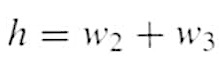 h = w₂ + w₃